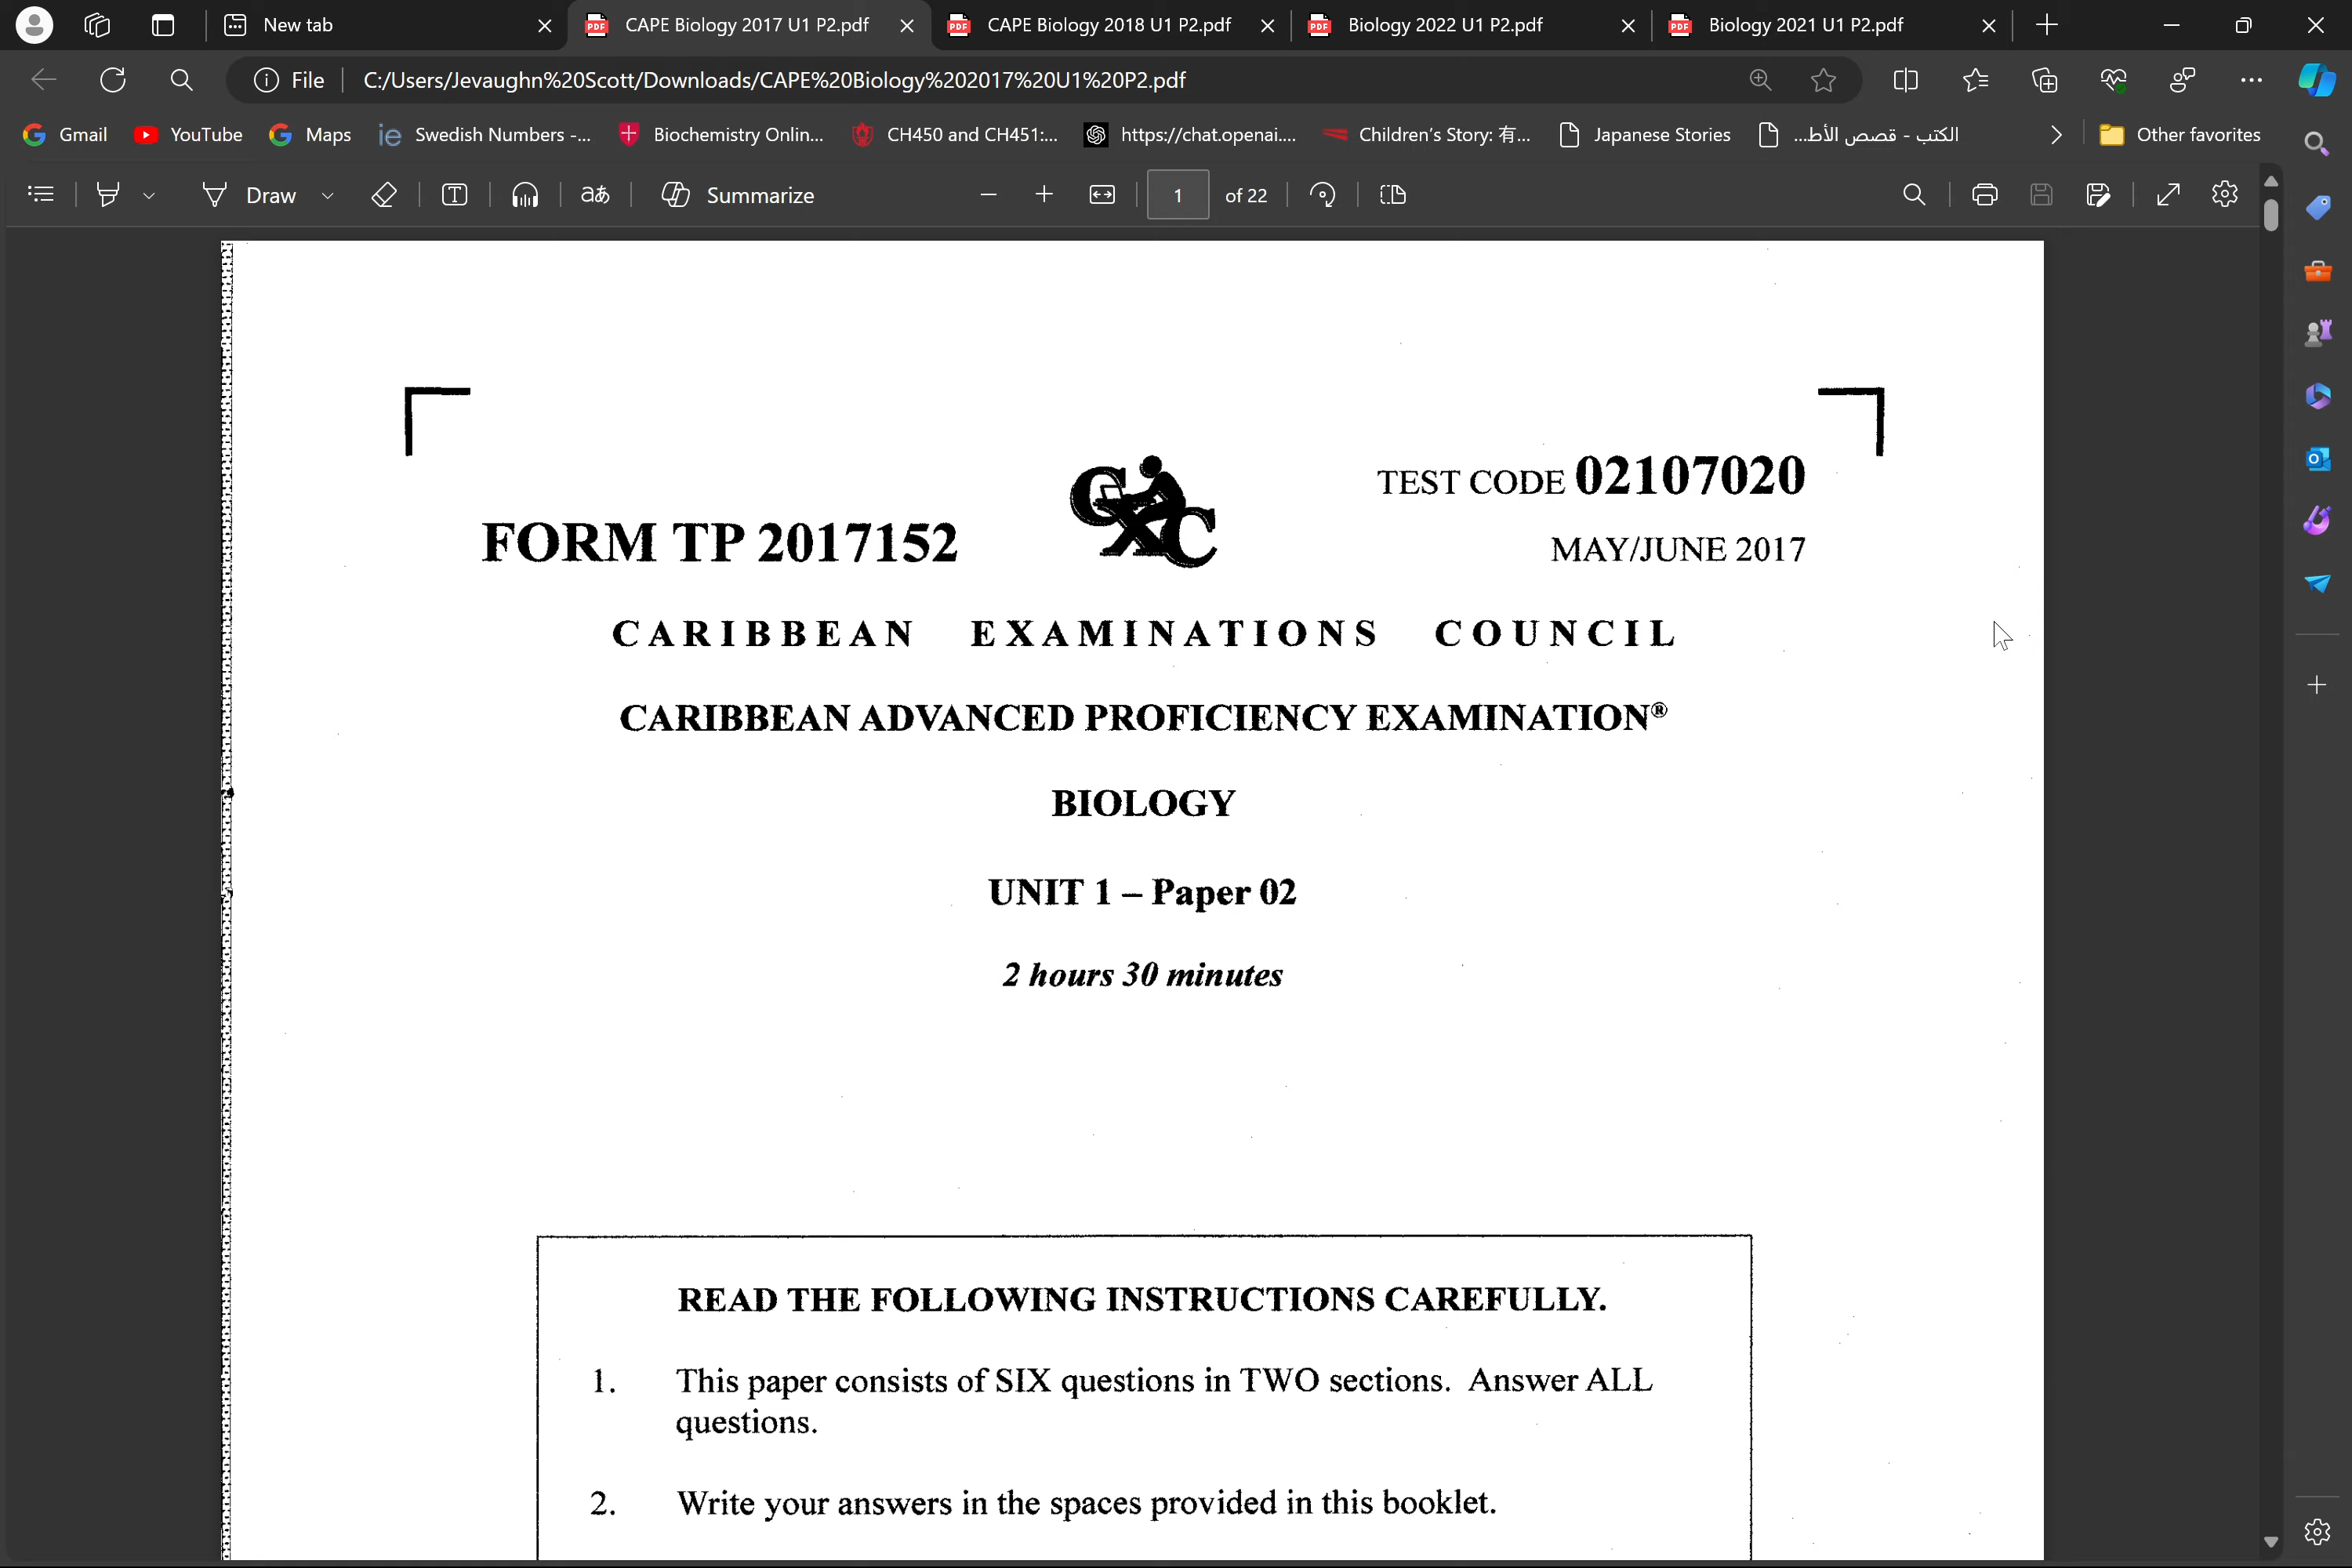 New tab
CAPE Biology 2017 U1 P2.pdf
CAPE Biology 2018 U1 P2.pdf
Biology 2022 U1 P2.pdf
Biology 2021 U1 P2.pdf
File
C:/Users/Jevaughn%20Scott/Downloads/CAPE%20Biology%202017%20U1%20P2.pdf
Gmail
YouTube
Maps
Swedish Numbers -...
Biochemistry Onlin...
CH450 and CH451:...
https://chat.openai....
Children's Story: 有...
Japanese Stories
الكتب - قصص الأط...
Other favorites
Draw
aあ
Summarize
1 of 22
CXC
TEST CODE 02107020
FORM TP 2017152
MAY/JUNE 2017
CARIBBEAN EXAMINATIONS COUNCIL
CARIBBEAN ADVANCED PROFICIENCY EXAMINATION®
BIOLOGY
UNIT 1 – Paper 02
2 hours 30 minutes
READ THE FOLLOWING INSTRUCTIONS CAREFULLY.
1. This paper consists of SIX questions in TWO sections. Answer ALL
questions.
2. Write your answers in the spaces provided in this booklet.